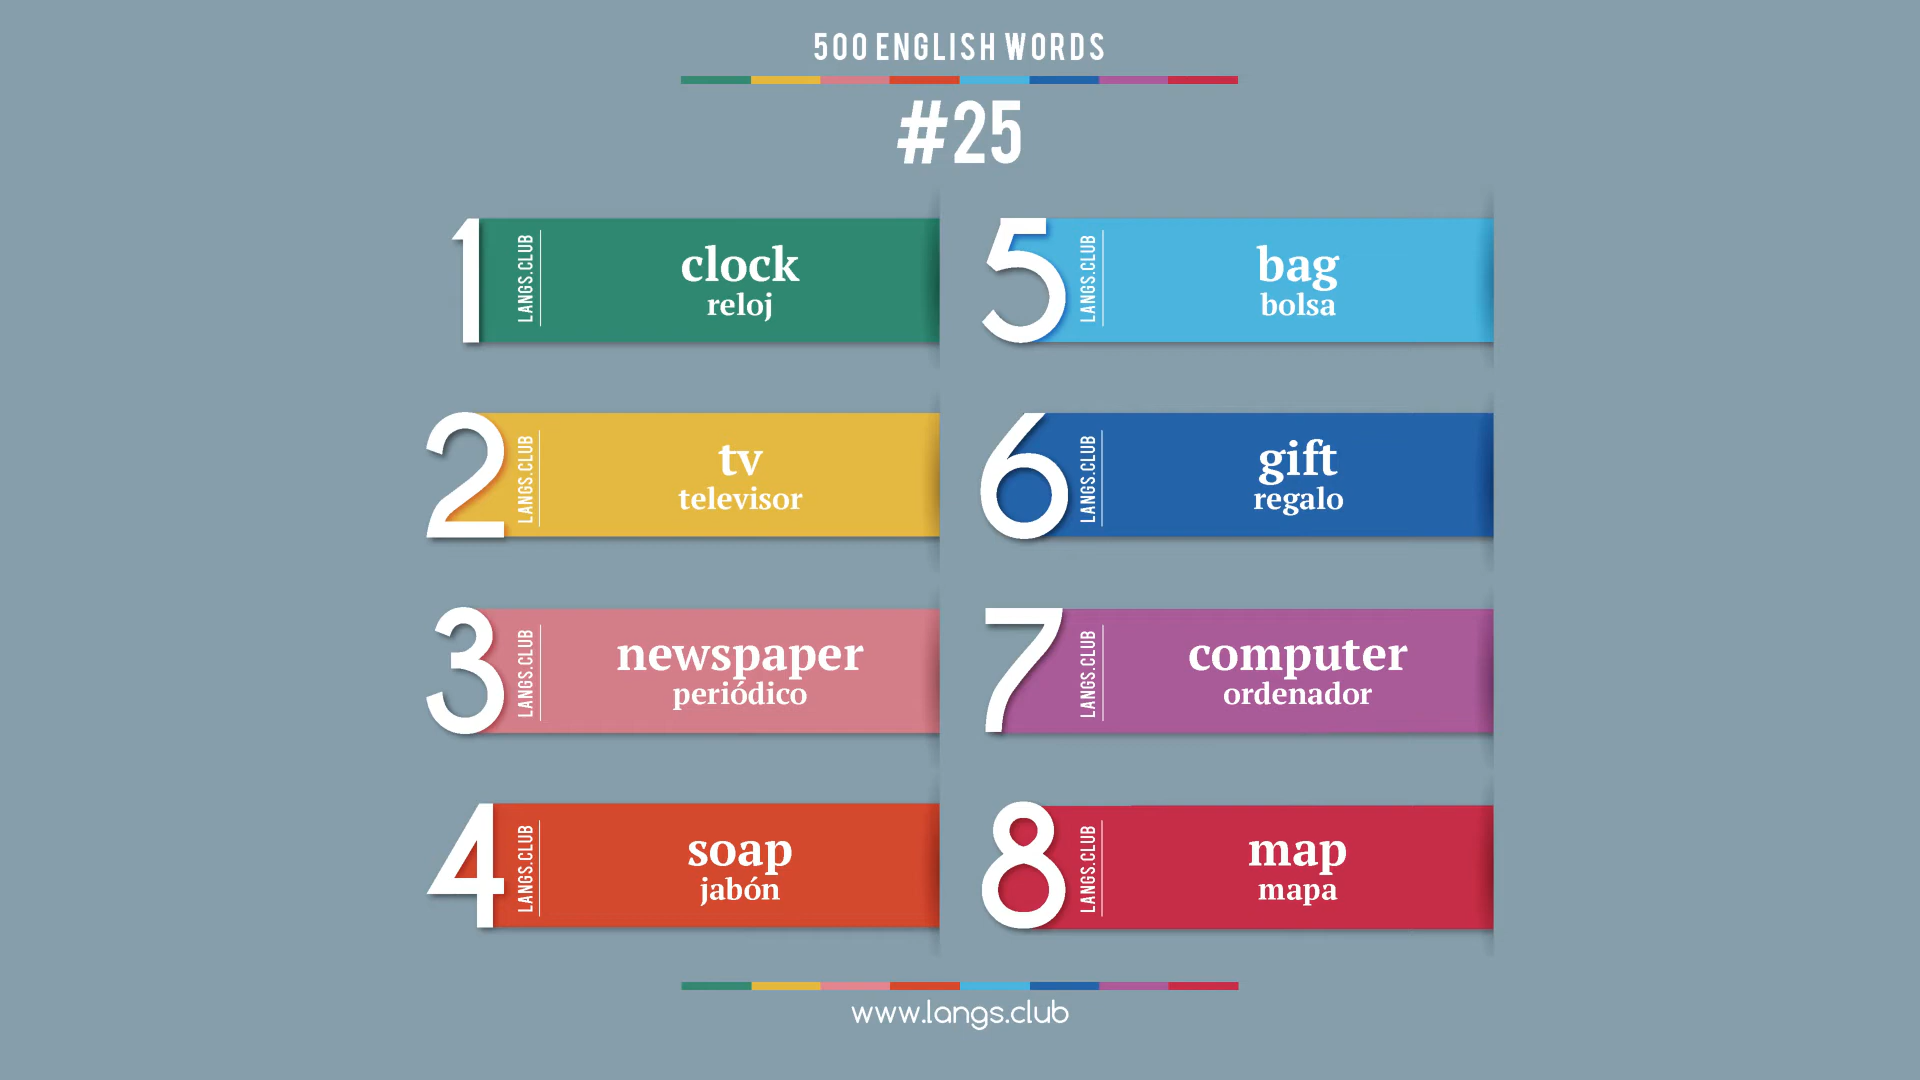 500 ENGLISH WORDS
#25
1
LANGS.CLUB
clock
reloj
2
LANGS.CLUB
tv
televisor
3
LANGS.CLUB
newspaper
periódico
4
LANGS.CLUB
soap
jabón
5
LANGS.CLUB
bag
bolsa
6
LANGS.CLUB
gift
regalo
7
LANGS.CLUB
computer
ordenador
8
LANGS.CLUB
map
mapa
www.langs.club